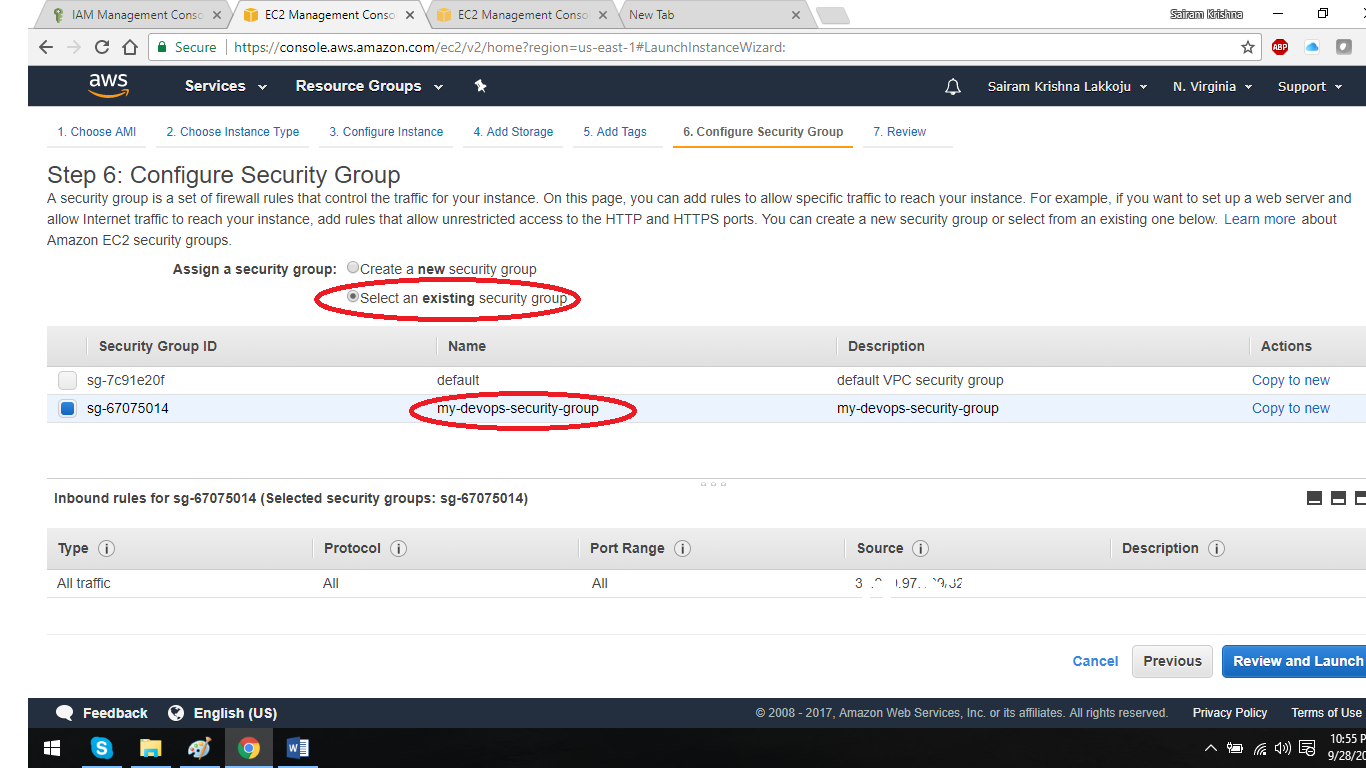 IAM Management Conso
EC2 Management Conso
EC2 Management Conso
New Tab
Sairam Krishna
Secure
https://console.aws.amazon.com/ec2/v2/home?region=us-east-1#LaunchInstanceWizard:
ABP
aws
Services
Resource Groups
Sairam Krishna Lakkoju
N. Virginia
Support
1. Choose AMI
2. Choose Instance Type
3. Configure Instance
4. Add Storage
5. Add Tags
6. Configure Security Group
7. Review
Step 6: Configure Security Group
A security group is a set of firewall rules that control the traffic for your instance. On this page, you can add rules to allow specific traffic to reach your instance. For example, if you want to set up a web server and
allow Internet traffic to reach your instance, add rules that allow unrestricted access to the HTTP and HTTPS ports. You can create a new security group or select from an existing one below. Learn more about
Amazon EC2 security groups.
Assign a security group: Create a new security group
Select an existing security group
Security Group ID Name Description Actions
sg-7c91e20f default default VPC security group Copy to new
sg-67075014 my-devops-security-group my-devops-security-group Copy to new
Inbound rules for sg-67075014 (Selected security groups: sg-67075014)
Type Protocol Port Range Source Description
All traffic All All
Cancel Previous Review and Launch
Feedback English (US) © 2008 - 2017, Amazon Web Services, Inc. or its affiliates. All rights reserved. Privacy Policy Terms of Use
10:55 P
9/28/20